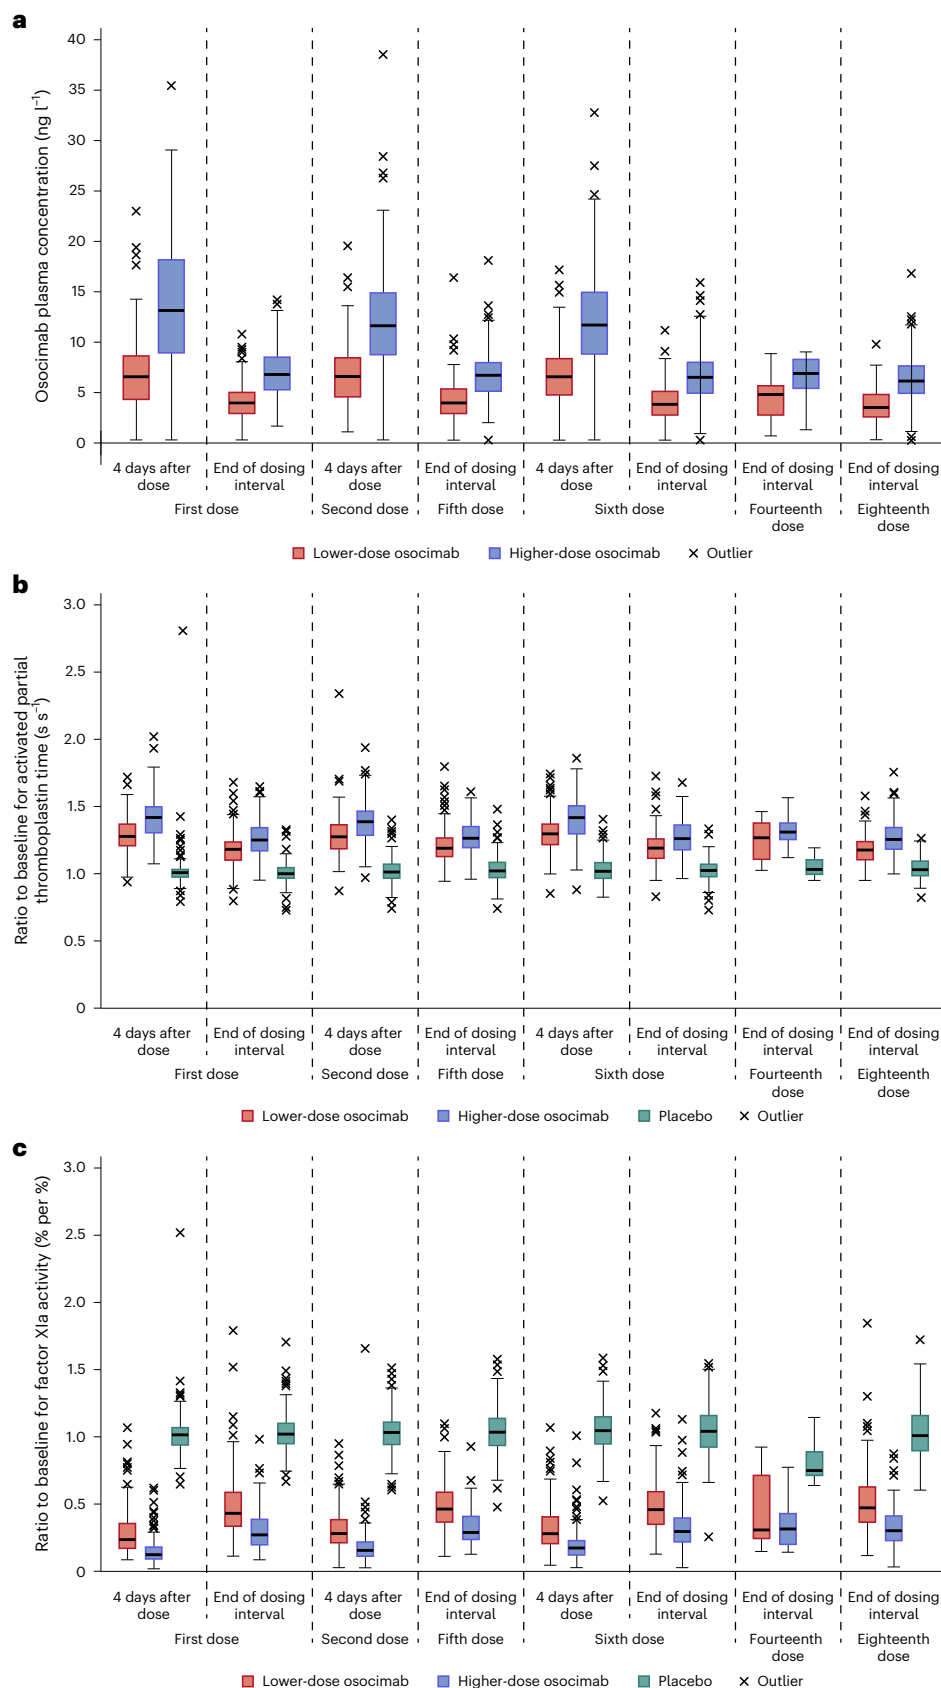 a
Osocimab plasma concentration (ng l⁻¹)
40
35
30
25
20
15
10
5
0
4 days after dose
End of dosing interval
4 days after dose
End of dosing interval
4 days after dose
End of dosing interval
End of dosing interval
End of dosing interval
First dose
Second dose
Fifth dose
Sixth dose
Fourteenth dose
Eighteenth dose
Lower-dose osocimab
Higher-dose osocimab
× Outlier
b
Ratio to baseline for activated partial
thromboplastin time (s s⁻¹)
3.0
2.5
2.0
1.5
1.0
0.5
0
4 days after dose
End of dosing interval
4 days after dose
End of dosing interval
4 days after dose
End of dosing interval
End of dosing interval
End of dosing interval
First dose
Second dose
Fifth dose
Sixth dose
Fourteenth dose
Eighteenth dose
Lower-dose osocimab
Higher-dose osocimab
Placebo
× Outlier
c
Ratio to baseline for factor XIa activity (% per %)
3.0
2.5
2.0
1.5
1.0
0.5
0
4 days after dose
End of dosing interval
4 days after dose
End of dosing interval
4 days after dose
End of dosing interval
End of dosing interval
End of dosing interval
First dose
Second dose
Fifth dose
Sixth dose
Fourteenth dose
Eighteenth dose
Lower-dose osocimab
Higher-dose osocimab
Placebo
× Outlier